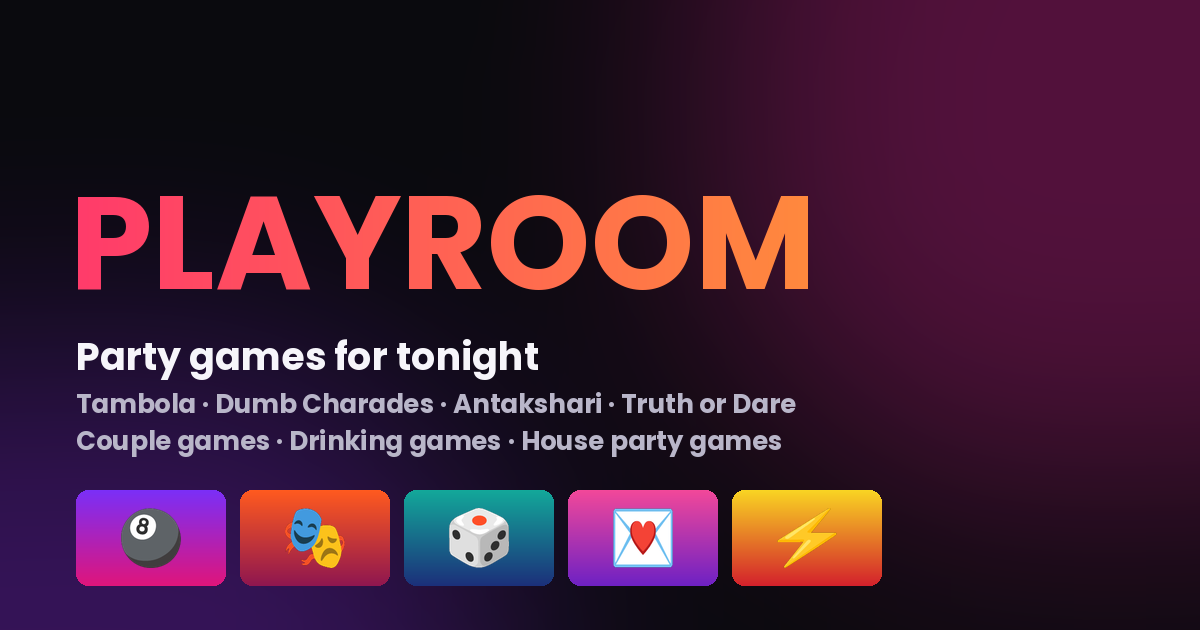 PLAYROOM
Party games for tonight
Tambola · Dumb Charades · Antakshari · Truth or Dare
Couple games · Drinking games · House party games
8